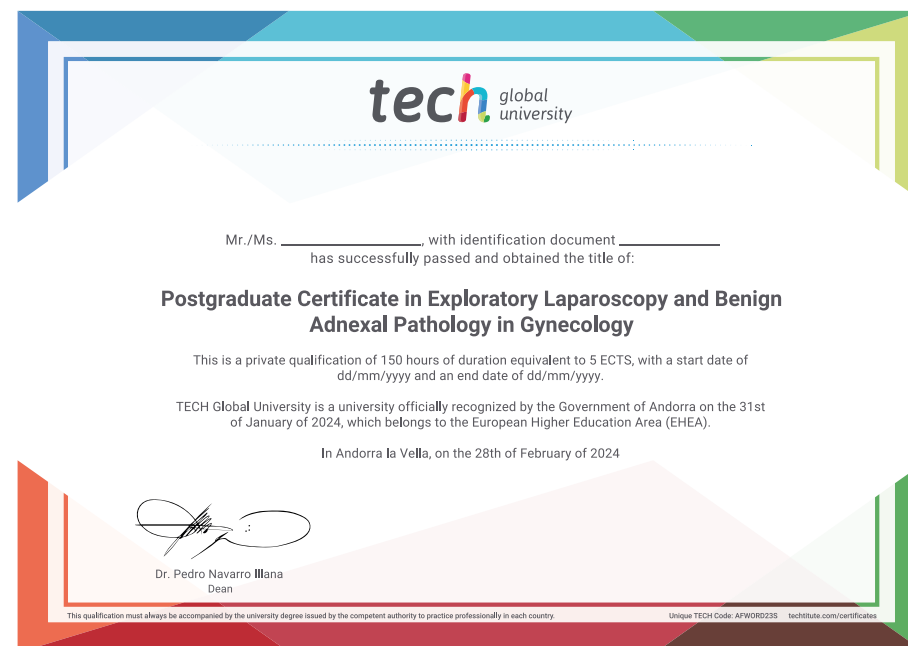 tech global university
Mr./Ms. ____________________, with identification document ______________
has successfully passed and obtained the title of:
Postgraduate Certificate in Exploratory Laparoscopy and Benign
Adnexal Pathology in Gynecology
This is a private qualification of 150 hours of duration equivalent to 5 ECTS, with a start date of
dd/mm/yyyy and an end date of dd/mm/yyyy.
TECH Global University is a university officially recognized by the Government of Andorra on the 31st
of January of 2024, which belongs to the European Higher Education Area (EHEA).
In Andorra la Vella, on the 28th of February of 2024
Dr. Pedro Navarro Illana
Dean
This qualification must always be accompanied by the university degree issued by the competent authority to practice professionally in each country.
Unique TECH Code: AFWORD23S techtitute.com/certificates